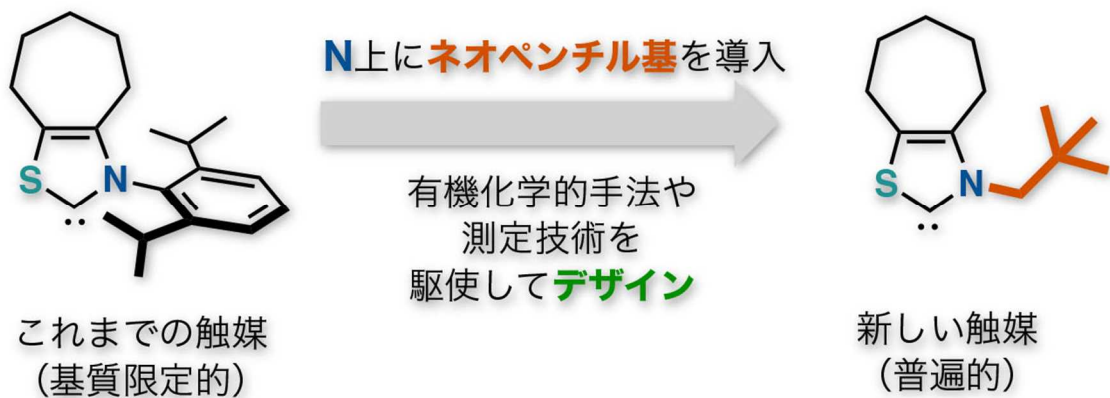 N上にネオペンチル基を導入
有機化学的手法や
測定技術を
駆使してデザイン
S
N
これまでの触媒
（基質限定的）
S
N
新しい触媒
（普遍的）